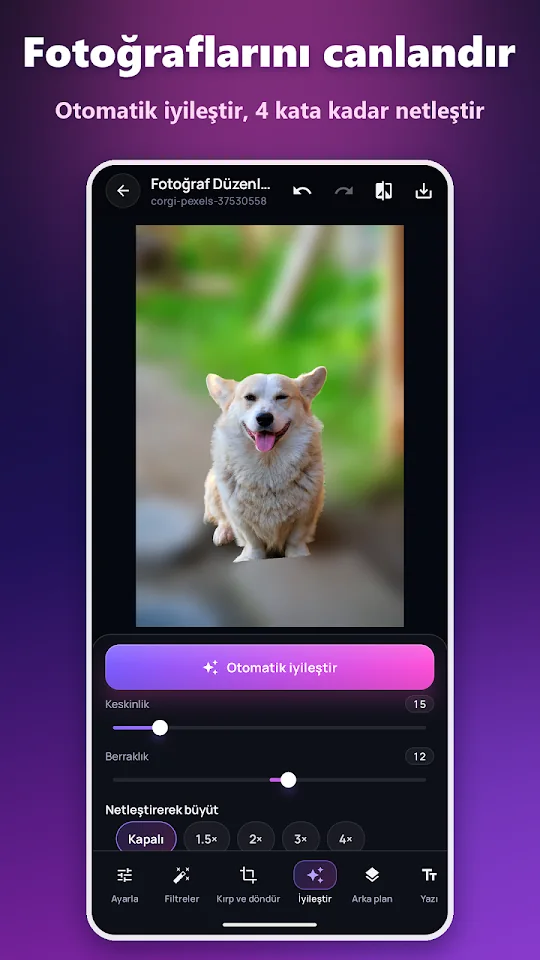 Fotoğraflarını canlandır
Otomatik iyileştir, 4 kata kadar netleştir
Fotoğraf Düzenl...
corgi-pexels-37530558
Otomatik iyileştir
Keskinlik
15
Berraklık
12
Netleştirerek büyüt
Kapalı
1.5×
2×
3×
4×
Ayarla
Filtreler
Kırp ve döndür
İyileştir
Arka plan
Yazı